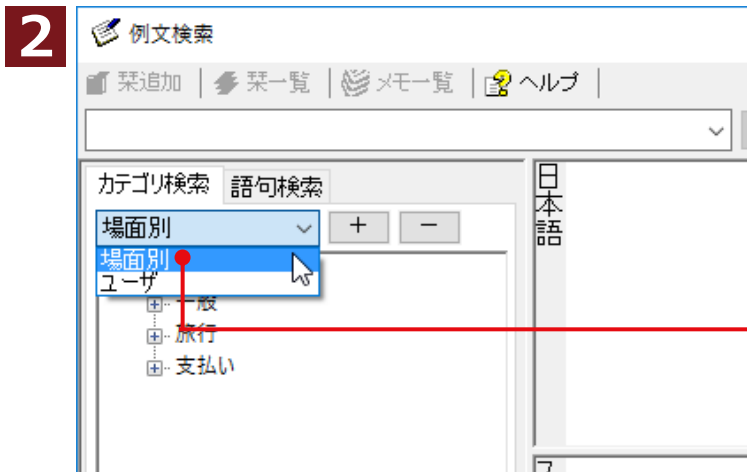 2
例文検索
栞追加 栞一覧 メモ一覧 ヘルプ
カテゴリ検索 語句検索
場面別 + −
場面別
ユーザ
一般
旅行
支払い
日本語